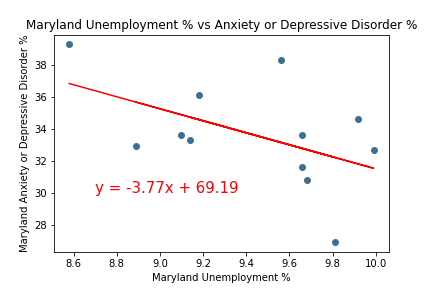 Maryland Unemployment % vs Anxiety or Depressive Disorder %
Maryland Anxiety or Depressive Disorder %
38
36
34
32
30
28
y = -3.77x + 69.19
8.6 8.8 9.0 9.2 9.4 9.6 9.8 10.0
Maryland Unemployment %